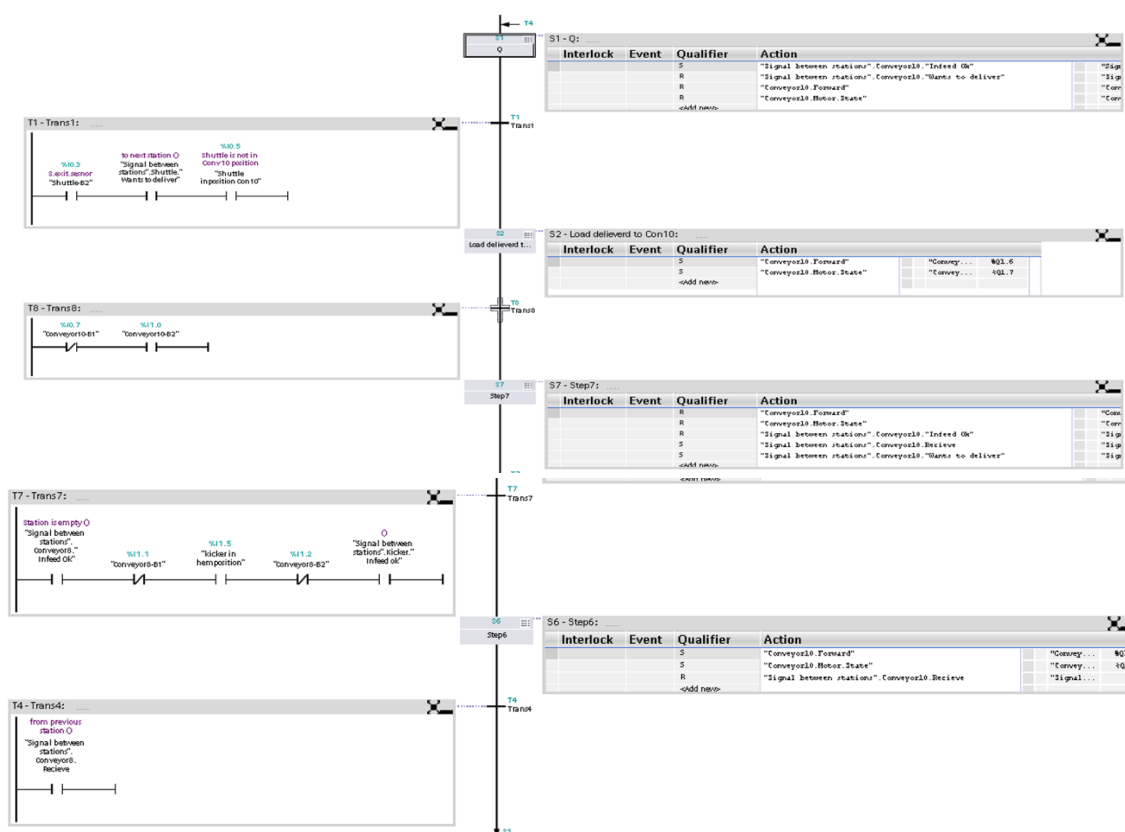 T4
S1
Q
S1 - Q: .....
Interlock Event Qualifier Action
S "Signal between stations".Conveyor10."Infeed Ok" "Sign
R "Signal between stations".Conveyor10."Wants to deliver" "Sig
R "Conveyor10.Forward" "Conv
R "Conveyor10.Motor.State" "Conv
<Add new>
T1 - Trans1: .....
T1
Trans1
%I0.3
S.exit.sesnor
"Shuttle-B2"
to next station ()
"Signal between
stations".Shuttle."
Wants to deliver"
%I0.5
Shuttle is not in
Conv10 position
"Shuttle
inposition Con10"
S2
Load delieverd t...
S2 - Load delieverd to Con10: .....
Interlock Event Qualifier Action
S "Conveyor10.Forward" "Convey... %Q1.6
S "Conveyor10.Motor.State" "Convey... %Q1.7
<Add new>
T8 - Trans8: .....
T8
Trans8
%I0.7
"Conveyor10-B1"
%I1.0
"Conveyor10-B2"
S7
Step7
S7 - Step7: .....
Interlock Event Qualifier Action
R "Conveyor10.Forward" "Conv
R "Conveyor10.Motor.State" "Conv
R "Signal between stations".Conveyor10."Infeed Ok" "Sig
S "Signal between stations".Conveyor10.Recieve "Sig
S "Signal between stations".Conveyor10."Wants to deliver" "Sig
<Add new>
T7 - Trans7: .....
T7
Trans7
Station is empty ()
"Signal between
stations".
Conveyor8."
Infeed Ok"
%I1.1
"Conveyor8-B1"
%I1.5
"kicker in
hemposition"
%I1.2
"Conveyor8-B2"
()
"Signal between
stations".Kicker."
Infeed ok"
S6
Step6
S6 - Step6: .....
Interlock Event Qualifier Action
S "Conveyor10.Forward" "Convey... %Q1
S "Conveyor10.Motor.State" "Convey... %Q
R "Signal between stations".Conveyor10.Recieve "Signal...
<Add new>
T4 - Trans4: .....
T4
Trans4
from previous
station ()
"Signal between
stations".
Conveyor8.
Recieve
S1